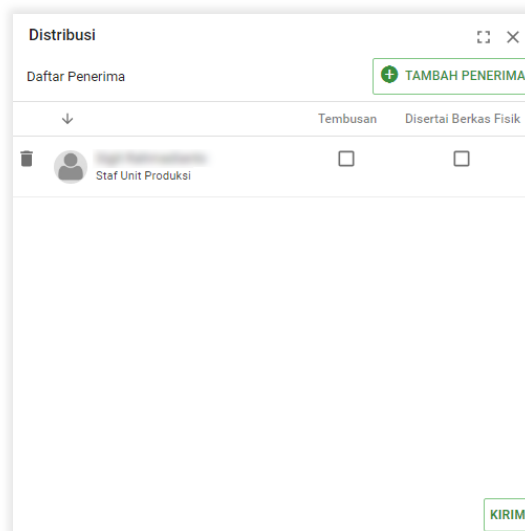 Distribusi
Daftar Penerima
TAMBAH PENERIMA
Tembusan Disertai Berkas Fisik
Staf Unit Produksi
KIRIM